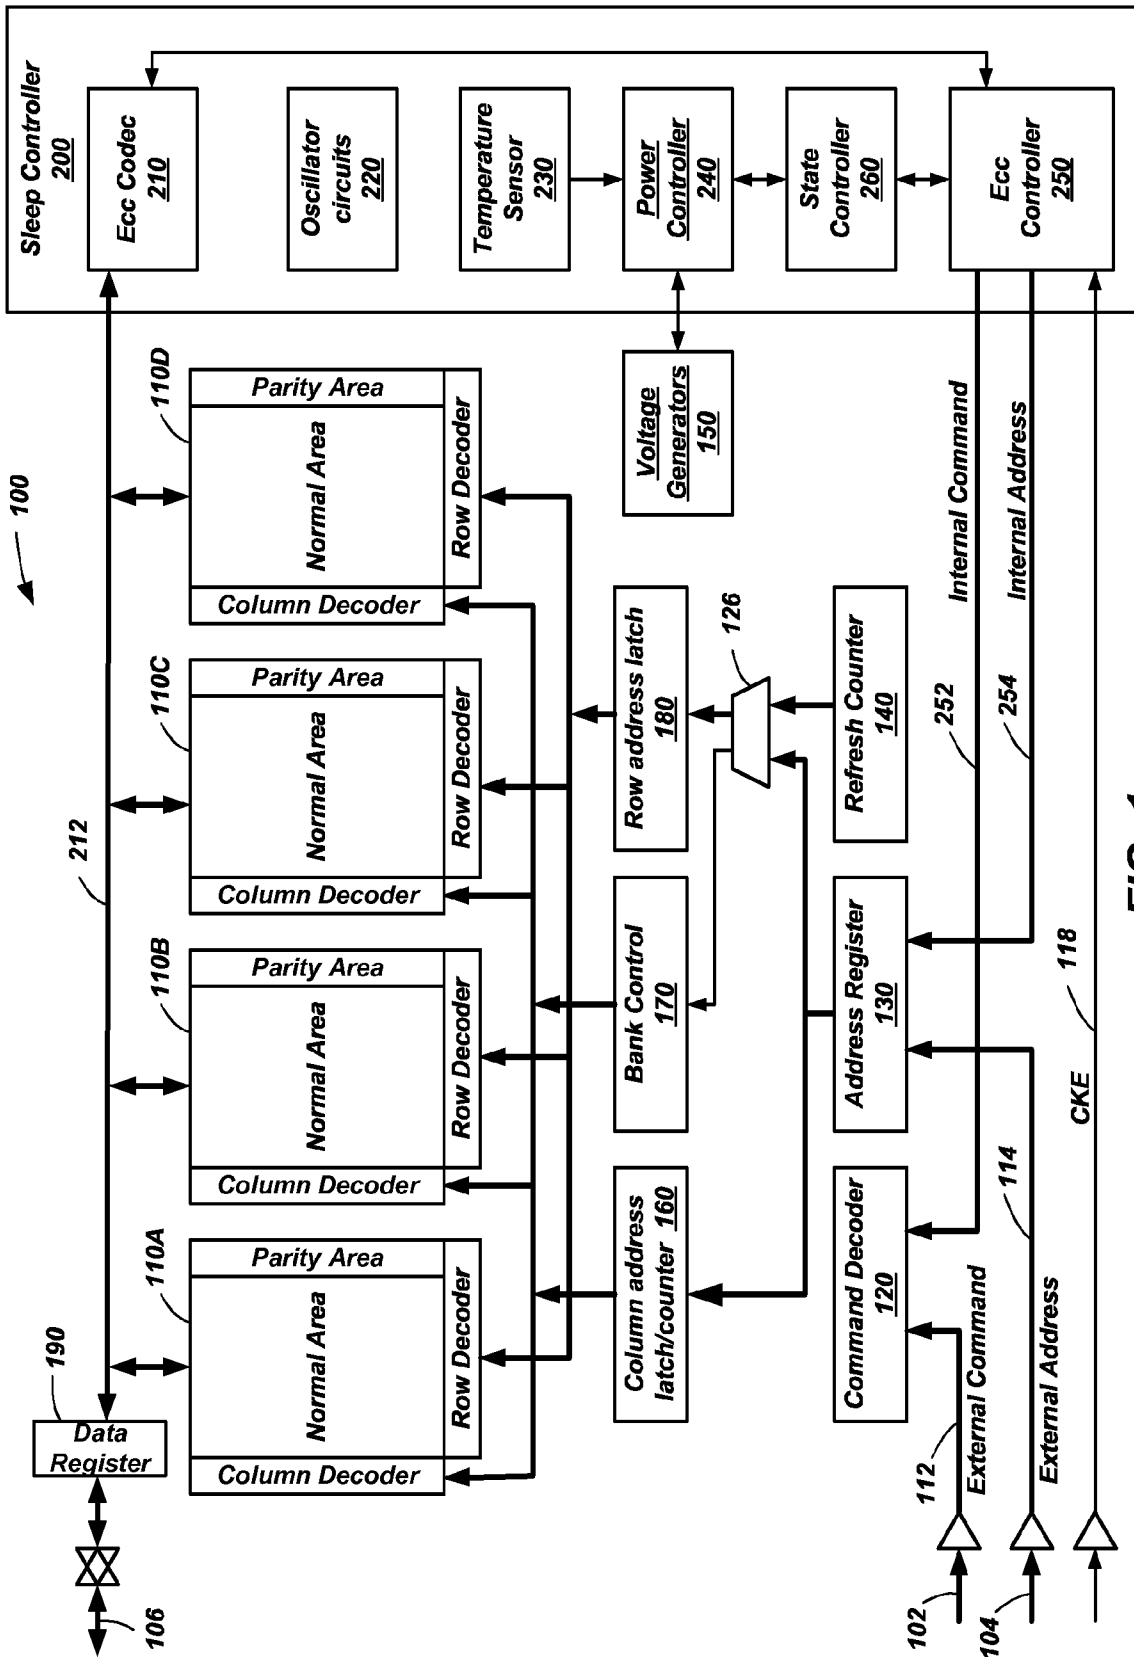 100
Sleep Controller
200
106
Data
Register
190
212
Ecc Codec
210
110A
110B
110C
110D
Column Decoder
Normal Area
Parity Area
Row Decoder
Column Decoder
Normal Area
Parity Area
Row Decoder
Column Decoder
Normal Area
Parity Area
Row Decoder
Column Decoder
Normal Area
Parity Area
Row Decoder
Oscillator
circuits
220
Temperature
Sensor
230
Column address
latch/counter 160
Bank Control
170
Row address latch
180
126
Voltage
Generators
150
Power
Controller
240
State
Controller
260
Command Decoder
120
Address Register
130
Refresh Counter
140
102
112
External Command
252
Internal Command
Ecc
Controller
250
104
External Address
114
254
Internal Address
CKE
118